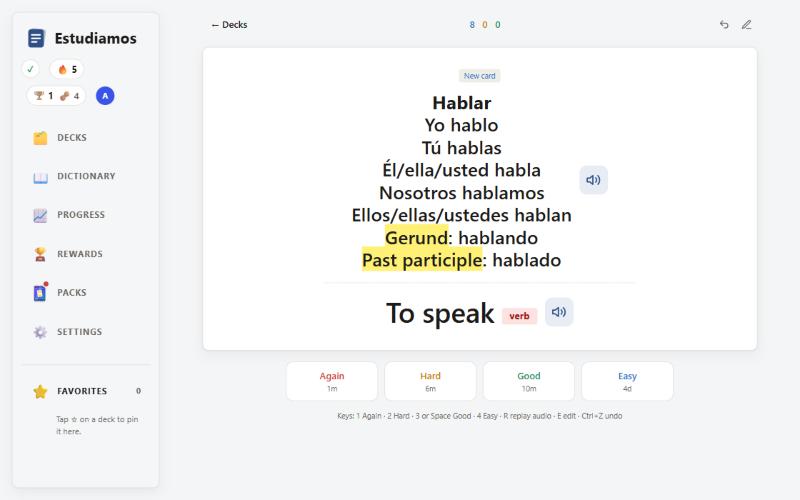 Estudiamos
✓ 5
1 4 A
DECKS
DICTIONARY
PROGRESS
REWARDS
PACKS
SETTINGS
FAVORITES 0
Tap ☆ on a deck to pin
it here.
← Decks
8 0 0
New card
Hablar
Yo hablo
Tú hablas
Él/ella/usted habla
Nosotros hablamos
Ellos/ellas/ustedes hablan
Gerund: hablando
Past participle: hablado
To speak verb
Again
1m
Hard
6m
Good
10m
Easy
4d
Keys: 1 Again · 2 Hard · 3 or Space Good · 4 Easy · R replay audio · E edit · Ctrl+Z undo